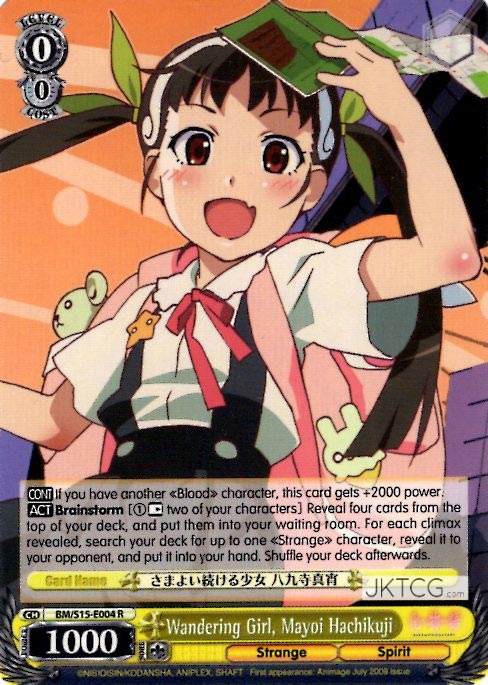 LEVEL
0
0
COST
CONT If you have another «Blood» character, this card gets +2000 power.
ACT Brainstorm [① two of your characters] Reveal four cards from the
top of your deck, and put them into your waiting room. For each climax
revealed, search your deck for up to one «Strange» character, reveal it to
your opponent, and put it into your hand. Shuffle your deck afterwards.
Card Name さまよい続ける少女 八九寺真宵
JKTCG.com
CH BM/S15-E004 R
POWER 1000 SOUL
Wandering Girl, Mayoi Hachikuji
Strange Spirit
©NISIOISIN/KODANSHA, ANIPLEX, SHAFT First appearance: Animage July 2009 issue